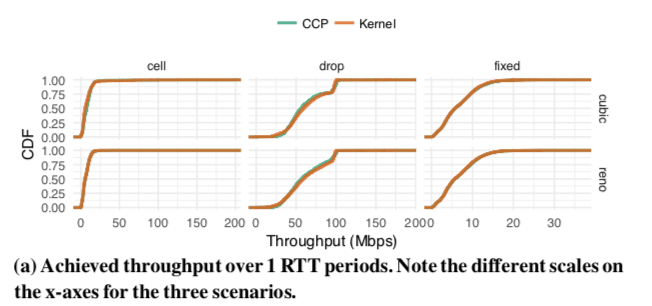 CCP Kernel
cell drop fixed
1.00
0.75
0.50
0.25
0.00
cubic
1.00
0.75
0.50
0.25
0.00
reno
CDF
0 50 100 150 200 0 50 100 150 2000 10 20 30
Throughput (Mbps)
(a) Achieved throughput over 1 RTT periods. Note the different scales on
the x-axes for the three scenarios.